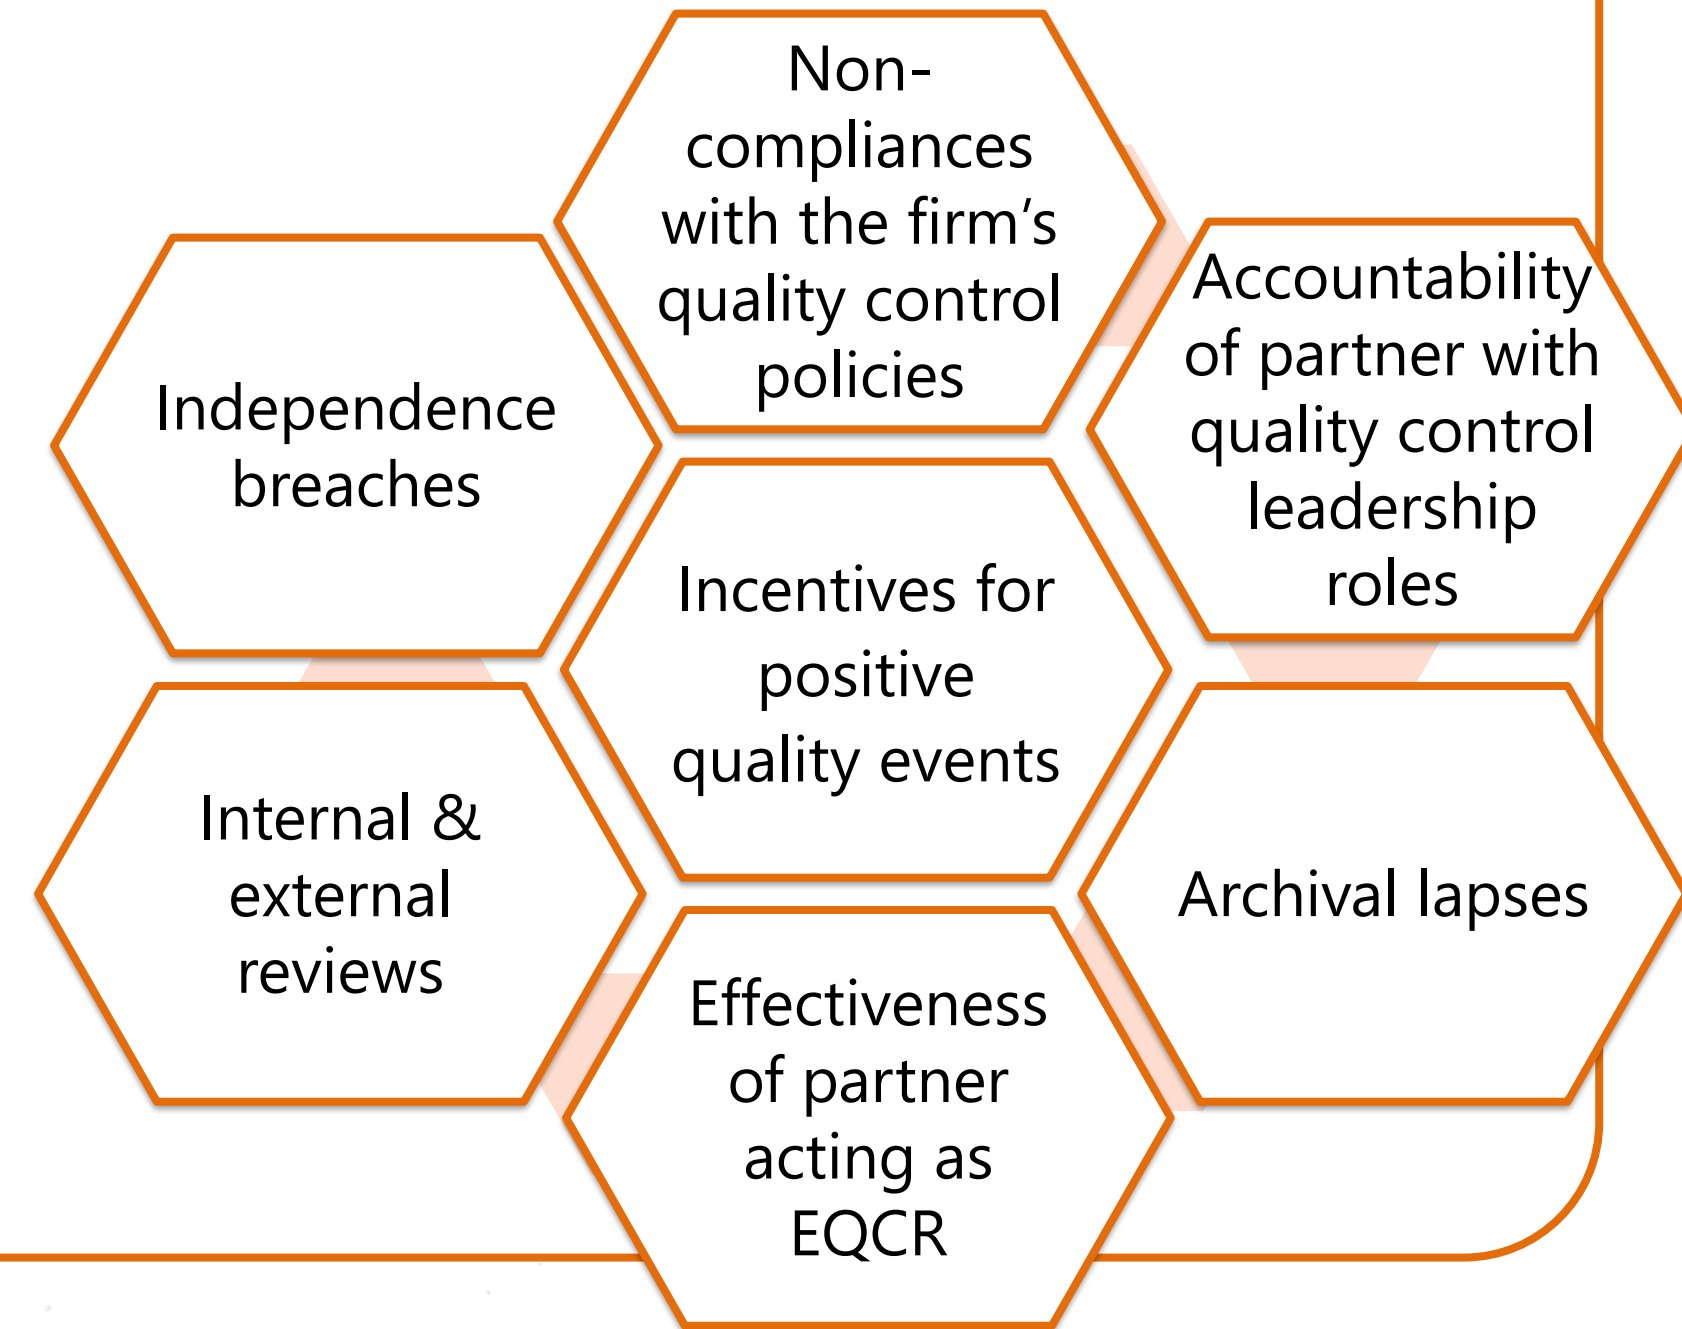 Non-
compliances
with the firm’s
quality control
policies
Accountability
of partner with
quality control
leadership
roles
Independence
breaches
Incentives for
positive
quality events
Internal &
external
reviews
Archival lapses
Effectiveness
of partner
acting as
EQCR